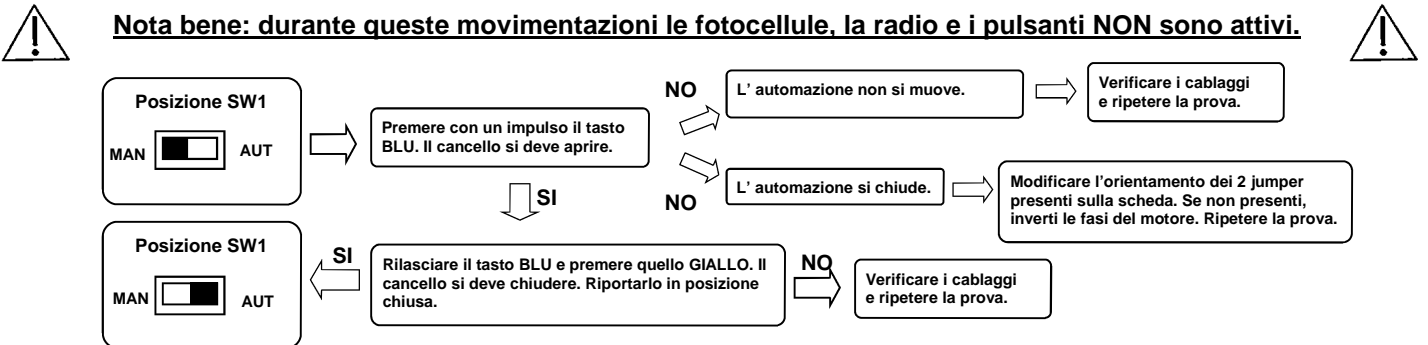 Nota bene: durante queste movimentazioni le fotocellule, la radio e i pulsanti NON sono attivi.
Posizione SW1
MAN
AUT
Premere con un impulso il tasto
BLU. Il cancello si deve aprire.
NO
L' automazione non si muove.
Verificare i cablaggi
e ripetere la prova.
NO
L' automazione si chiude.
Modificare l'orientamento dei 2 jumper
presenti sulla scheda. Se non presenti,
inverti le fasi del motore. Ripetere la prova.
SI
Rilasciare il tasto BLU e premere quello GIALLO. Il
cancello si deve chiudere. Riportarlo in posizione
chiusa.
NO
Verificare i cablaggi
e ripetere la prova.
SI
Posizione SW1
MAN
AUT